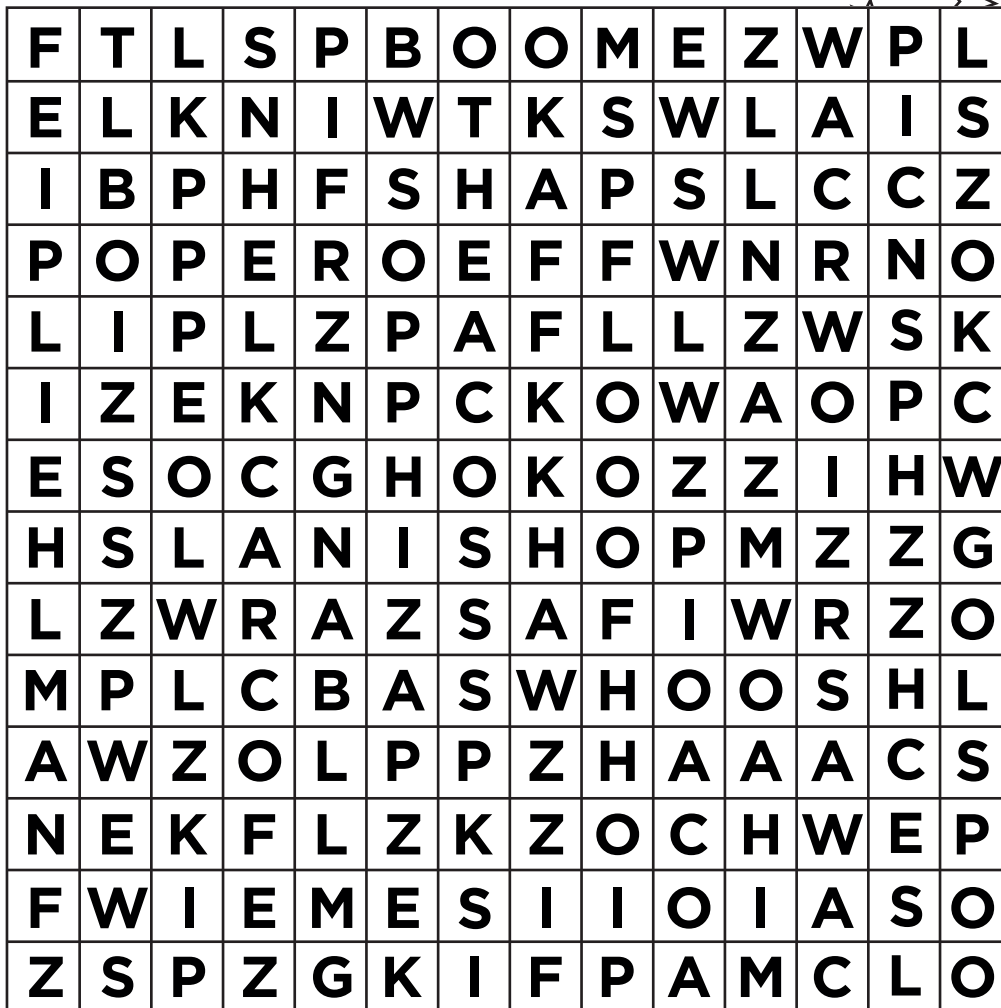 F T L S P B O O M E Z W P L
E L K N I W T K S W L A I S
I B P H F S H A P S L C C Z
P O P E R O E F F W N R N O
L I P L Z P A F L L Z W S K
I Z E K N P C K O W A O P C
E S O C G H O K O Z Z I H W
H S L A N I S H O P M Z Z G
L Z W R A Z S A F I W R Z O
M P L C B A S W H O O S H L
A W Z O L P P Z H A A A C S
N E K F L Z K Z O C H W E P
F W I E M E S I I O I A S O
Z S P Z G K I F P A M C L O